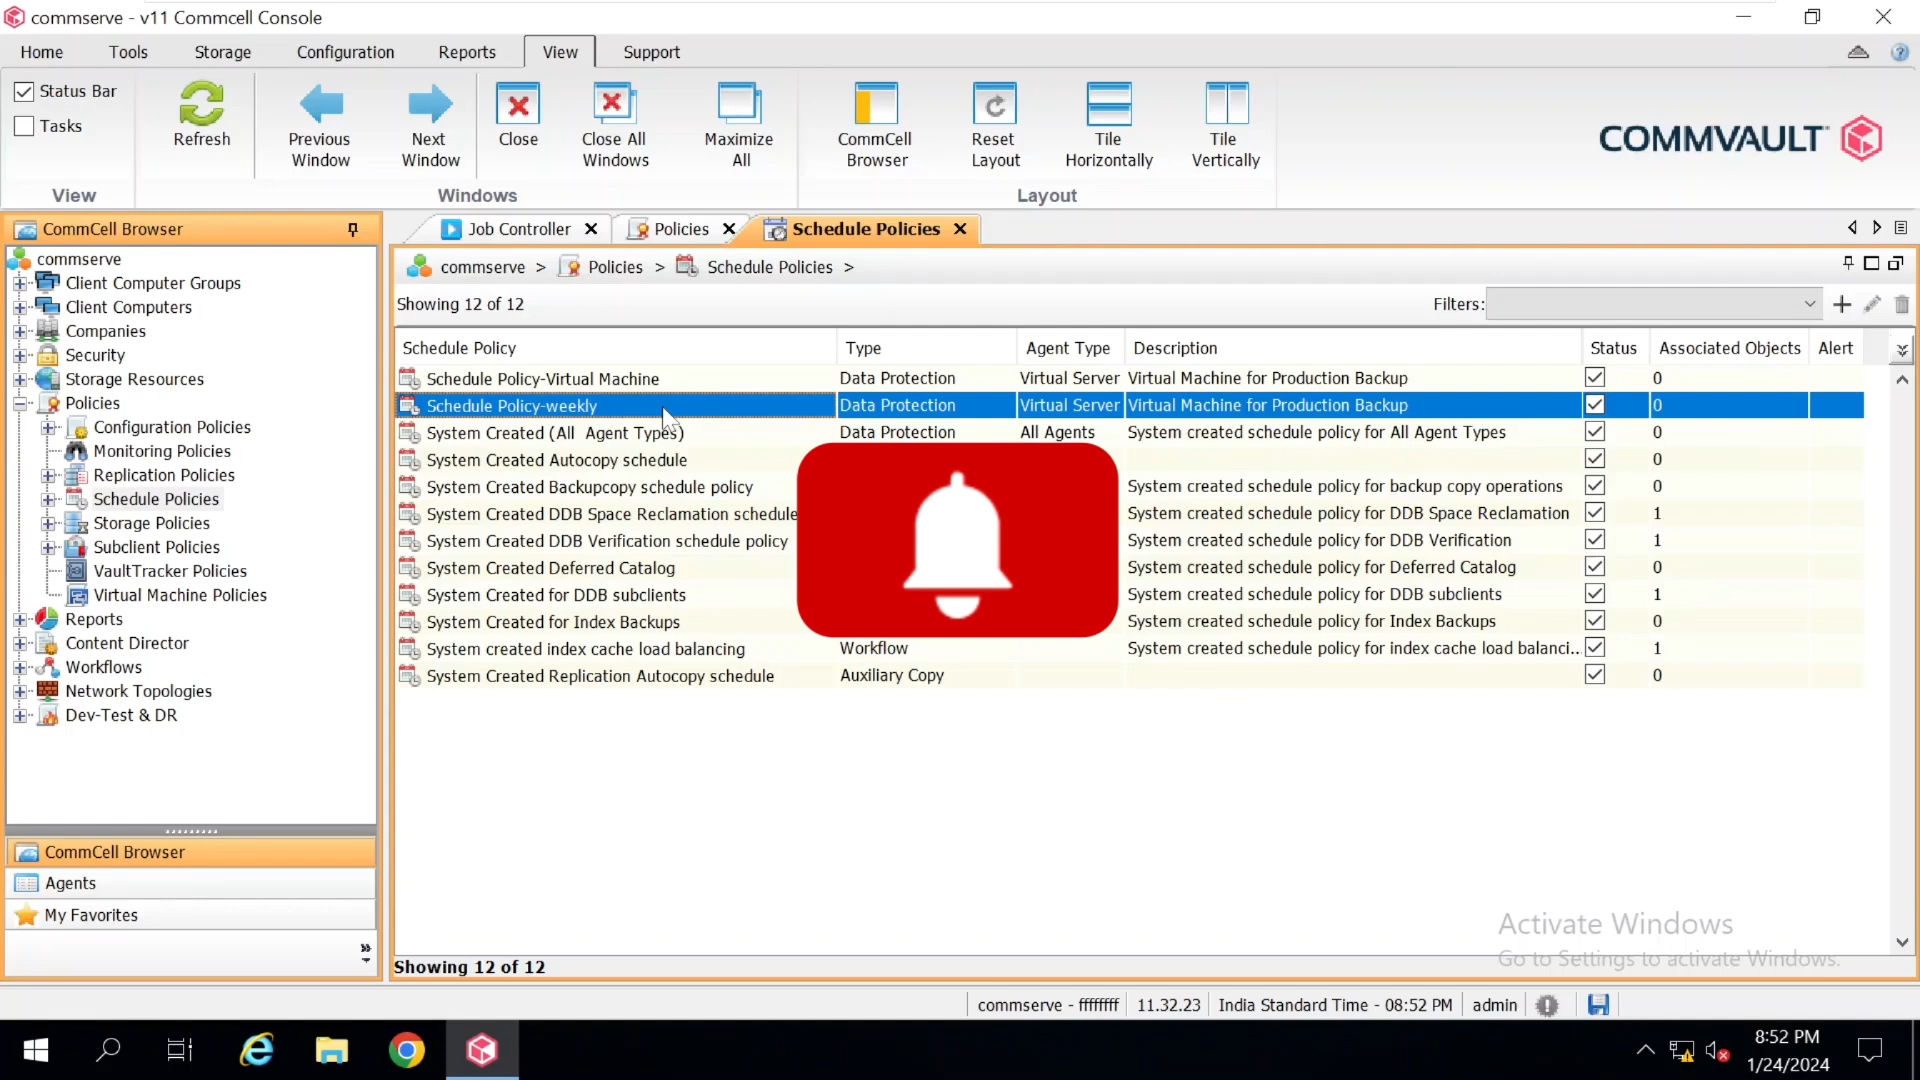 commserve - v11 Commcell Console
Home Tools Storage Configuration Reports View Support
Status Bar
Tasks
Refresh
Previous Window
Next Window
Close
Close All Windows
Maximize All
CommCell Browser
Reset Layout
Tile Horizontally
Tile Vertically
View
Windows
Layout
COMMVAULT
CommCell Browser
commserve
Client Computer Groups
Client Computers
Companies
Security
Storage Resources
Policies
Configuration Policies
Monitoring Policies
Replication Policies
Schedule Policies
Storage Policies
Subclient Policies
VaultTracker Policies
Virtual Machine Policies
Reports
Content Director
Workflows
Network Topologies
Dev-Test & DR
CommCell Browser
Agents
My Favorites
Job Controller Policies Schedule Policies
commserve > Policies > Schedule Policies >
Showing 12 of 12
Filters:
Schedule Policy Type Agent Type Description Status Associated Objects Alert
Schedule Policy-Virtual Machine Data Protection Virtual Server Virtual Machine for Production Backup 0
Schedule Policy-weekly Data Protection Virtual Server Virtual Machine for Production Backup 0
System Created (All Agent Types) Data Protection All Agents System created schedule policy for All Agent Types 0
System Created Autocopy schedule 0
System Created Backupcopy schedule policy System created schedule policy for backup copy operations 0
System Created DDB Space Reclamation schedule System created schedule policy for DDB Space Reclamation 1
System Created DDB Verification schedule policy System created schedule policy for DDB Verification 1
System Created Deferred Catalog System created schedule policy for Deferred Catalog 0
System Created for DDB subclients System created schedule policy for DDB subclients 1
System Created for Index Backups System created schedule policy for Index Backups 0
System created index cache load balancing Workflow System created schedule policy for index cache load balanci... 1
System Created Replication Autocopy schedule Auxiliary Copy 0
Activate Windows
Go to Settings to activate Windows.
Showing 12 of 12
commserve - ffffffff 11.32.23 India Standard Time - 08:52 PM admin
8:52 PM
1/24/2024